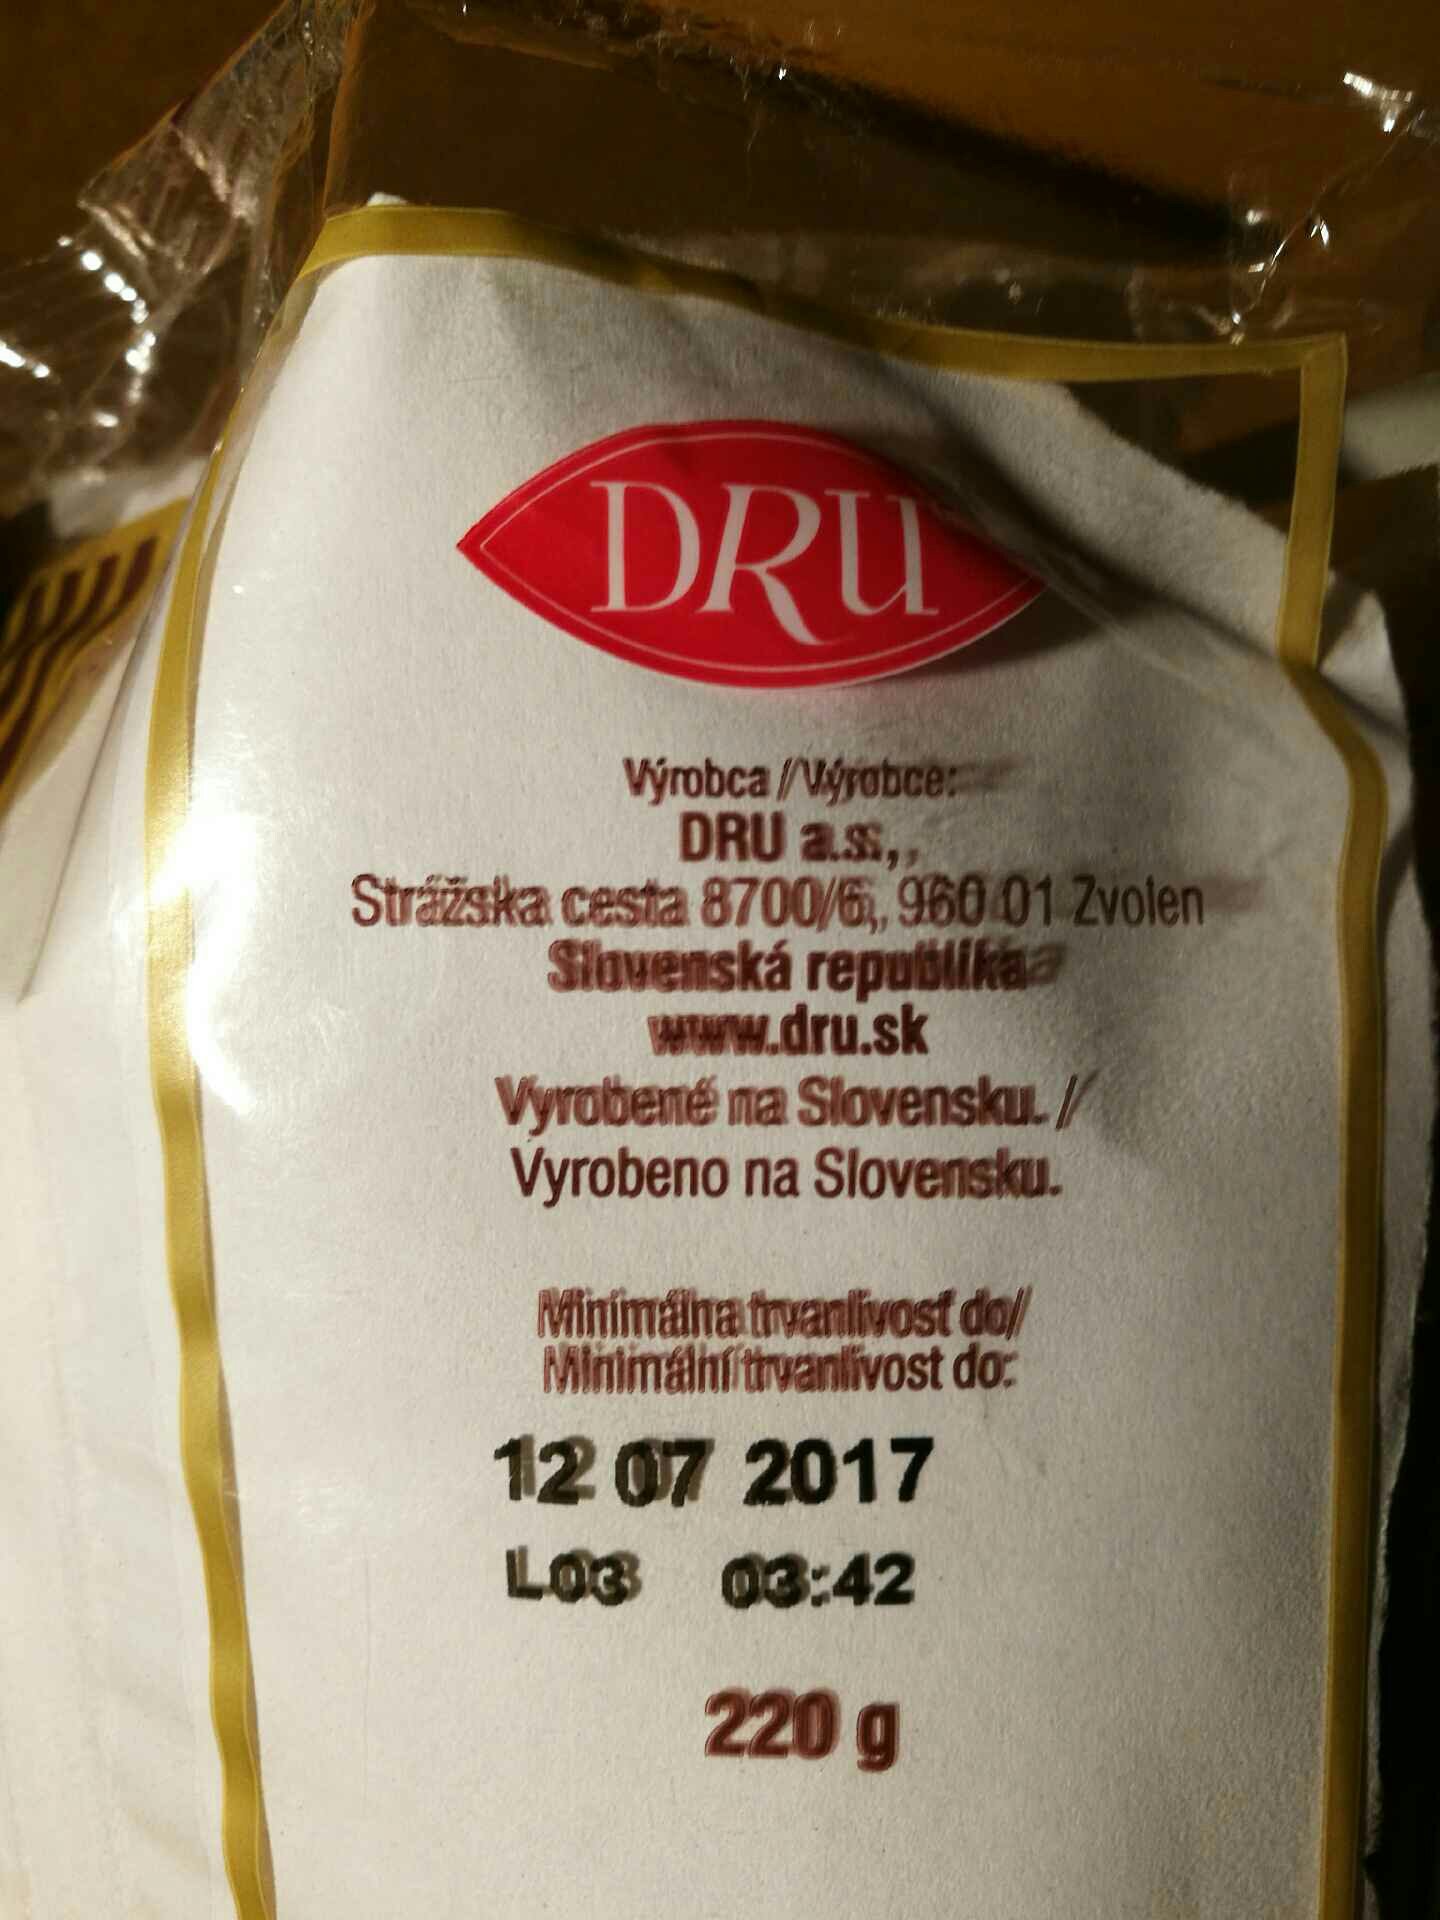 DRU
Výrobca / Výrobce:
DRU a.s.,
Strážska cesta 8700/6, 960 01 Zvolen
Slovenská republika
www.dru.sk
Vyrobené na Slovensku. /
Vyrobeno na Slovensku.
Minimálna trvanlivosť do/
Minimální trvanlivost do:
12 07 2017
L03 03:42
220 g